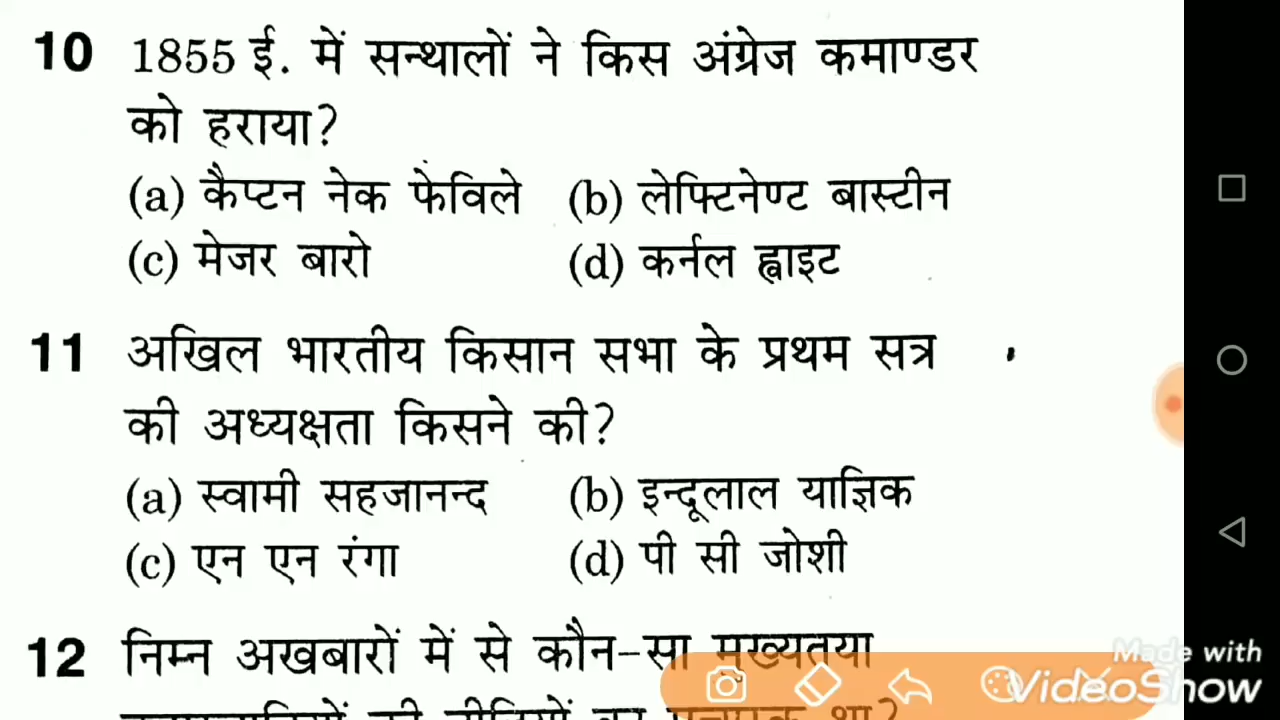 10 1855 ई. में सन्थालों ने किस अंग्रेज कमाण्डर
को हराया?
(a) कैप्टन नेक फेविले (b) लेफ्टिनेण्ट बास्टीन
(c) मेजर बारो (d) कर्नल ह्वाइट
11 अखिल भारतीय किसान सभा के प्रथम सत्र
की अध्यक्षता किसने की?
(a) स्वामी सहजानन्द (b) इन्दूलाल याज्ञिक
(c) एन एन रंगा (d) पी सी जोशी
12 निम्न अखबारों में से कौन-सा मुख्यतया
Made with
VideoShow